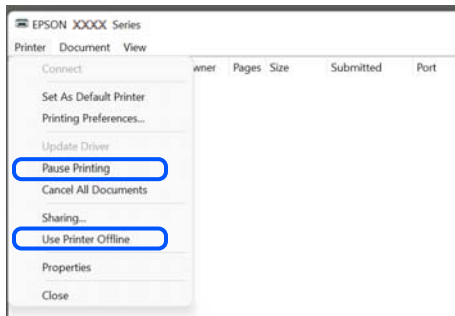 EPSON XXXX Series
Printer Document View
Connect
wner Pages Size Submitted Port
Set As Default Printer
Printing Preferences...
Update Driver
Pause Printing
Cancel All Documents
Sharing...
Use Printer Offline
Properties
Close